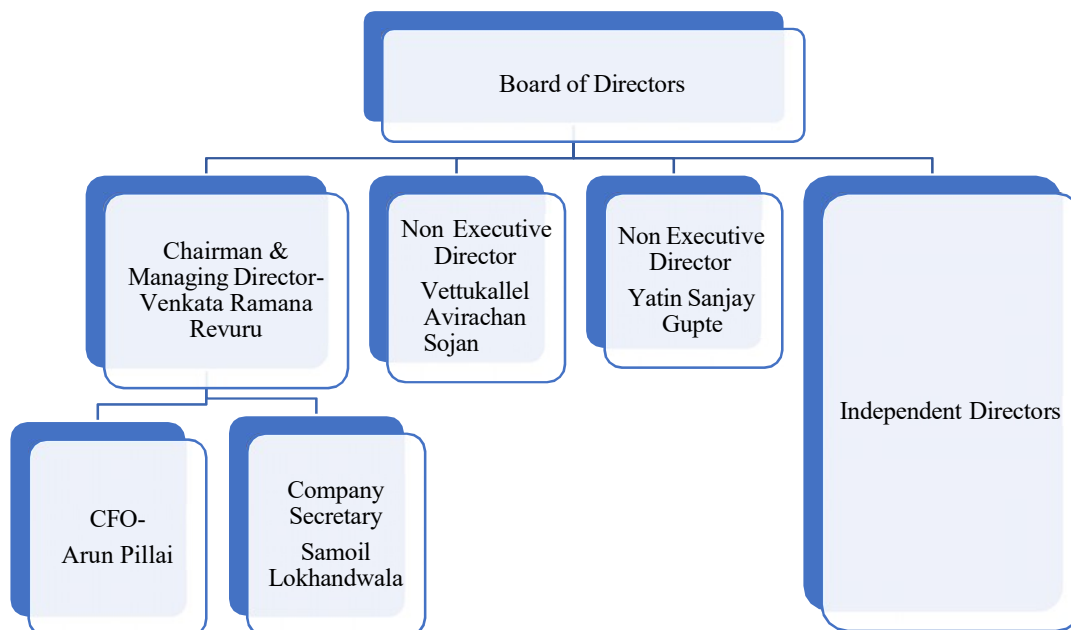 Board of Directors
Chairman &
Managing Director-
Venkata Ramana
Revuru
Non Executive
Director
Vettukallel
Avirachan
Sojan
Non Executive
Director
Yatin Sanjay
Gupte
Independent Directors
CFO-
Arun Pillai
Company
Secretary
Samoil
Lokhandwala